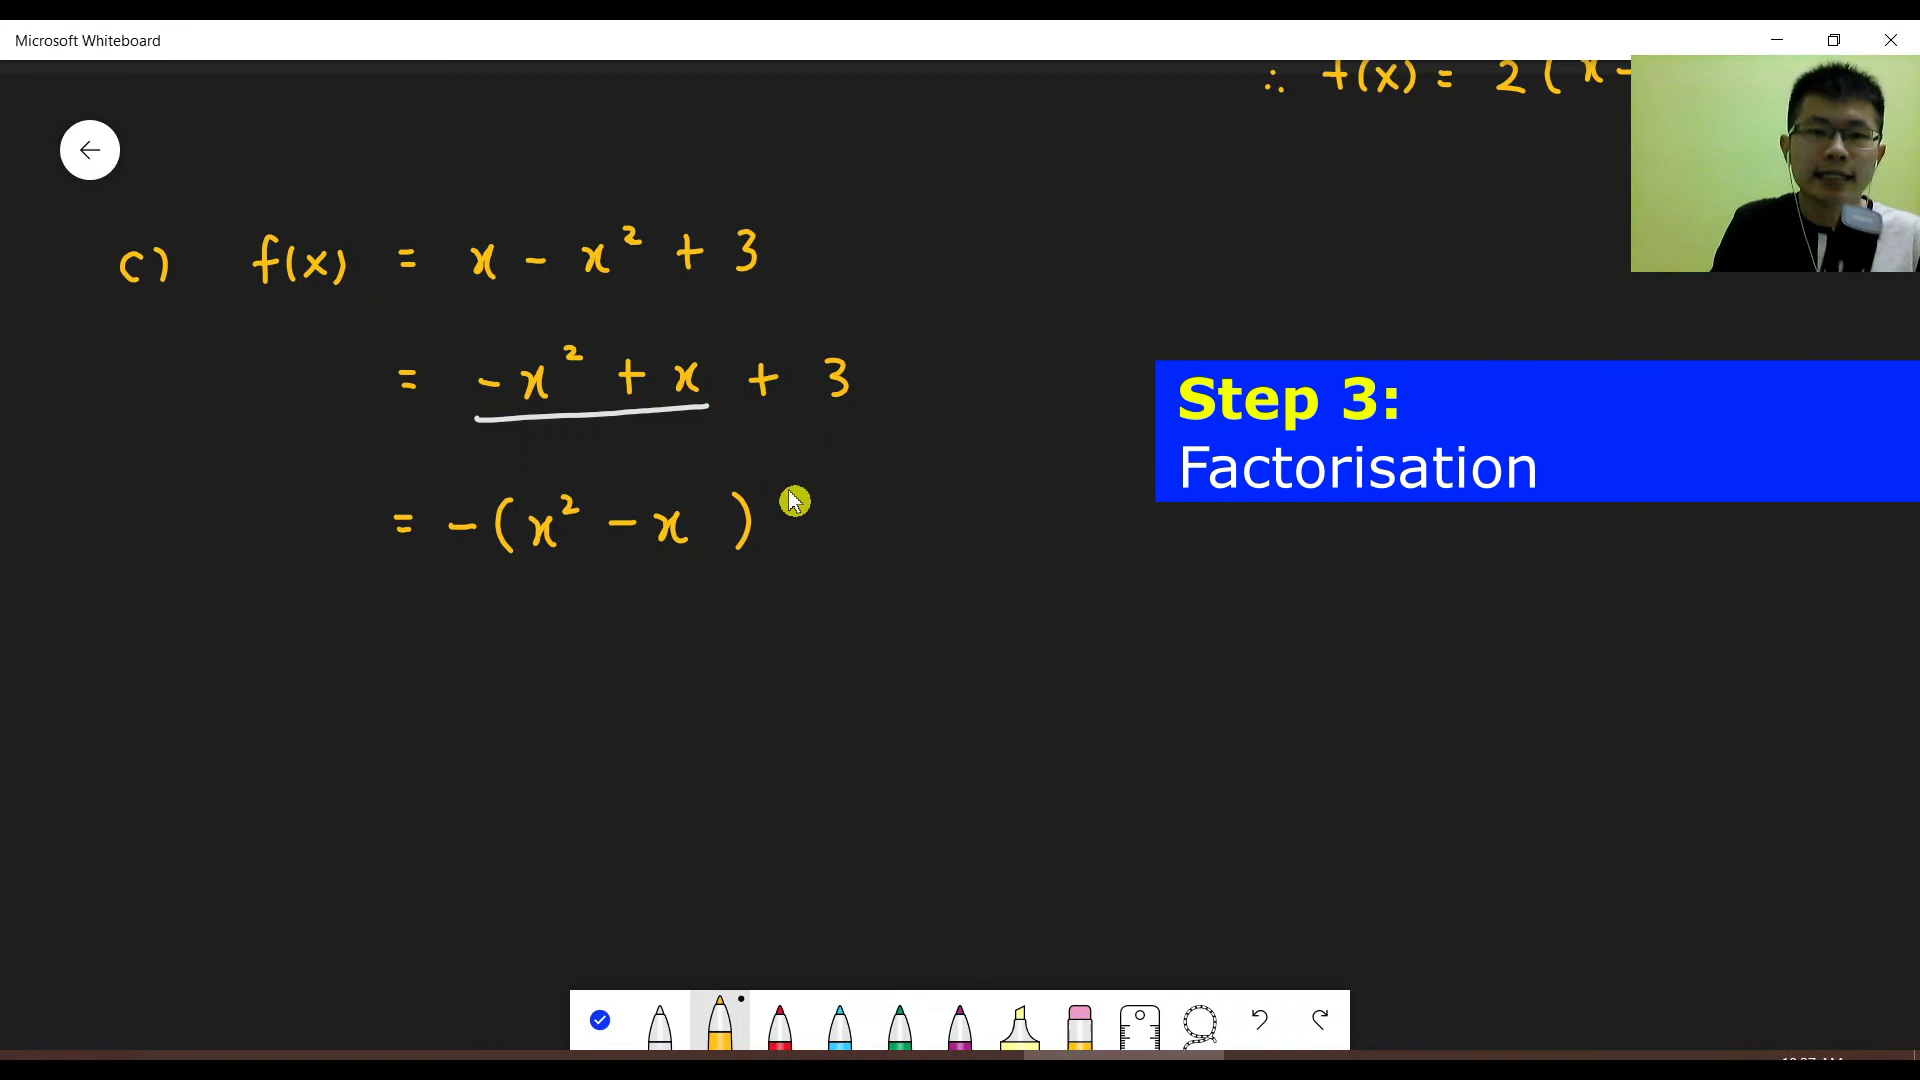 Microsoft Whiteboard
∴ f(x) = 2 ( x -
c) f(x) = x - x² + 3
= -x² + x + 3
Step 3:
Factorisation
= -(x² - x )